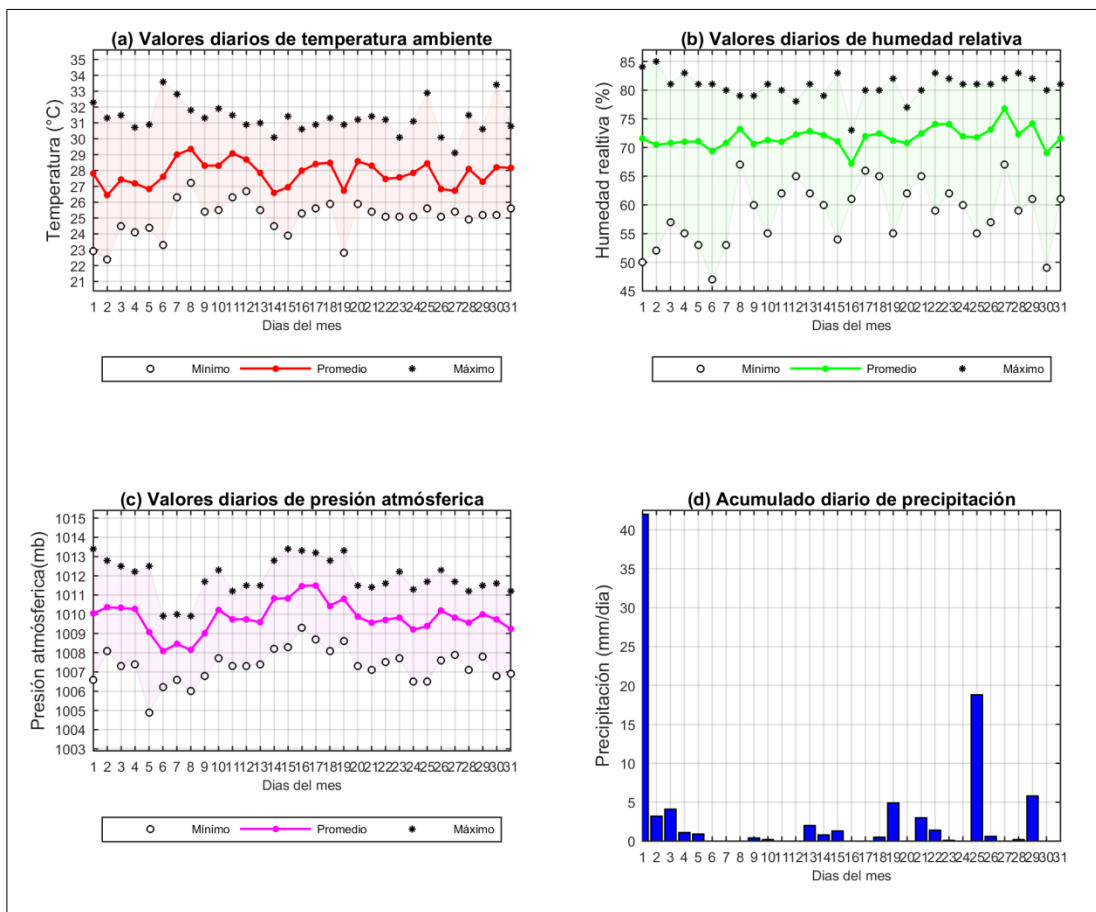 (a) Valores diarios de temperatura ambiente
35
34
33
32
31
30
29
28
27
26
25
24
23
22
21
Temperatura (°C)
1 2 3 4 5 6 7 8 9 10 11 12 13 14 15 16 17 18 19 20 21 22 23 24 25 26 27 28 29 30 31
Dias del mes
Mínimo Promedio Máximo
(b) Valores diarios de humedad relativa
85
80
75
70
65
60
55
50
45
Humedad realtiva (%)
1 2 3 4 5 6 7 8 9 10 11 12 13 14 15 16 17 18 19 20 21 22 23 24 25 26 27 28 29 30 31
Dias del mes
Mínimo Promedio Máximo
(c) Valores diarios de presión atmósferica
1015
1014
1013
1012
1011
1010
1009
1008
1007
1006
1005
1004
1003
Presión atmósferica(mb)
1 2 3 4 5 6 7 8 9 10 11 12 13 14 15 16 17 18 19 20 21 22 23 24 25 26 27 28 29 30 31
Dias del mes
Mínimo Promedio Máximo
(d) Acumulado diario de precipitación
40
35
30
25
20
15
10
5
0
Precipitación (mm/dia)
1 2 3 4 5 6 7 8 9 10 11 12 13 14 15 16 17 18 19 20 21 22 23 24 25 26 27 28 29 30 31
Dias del mes